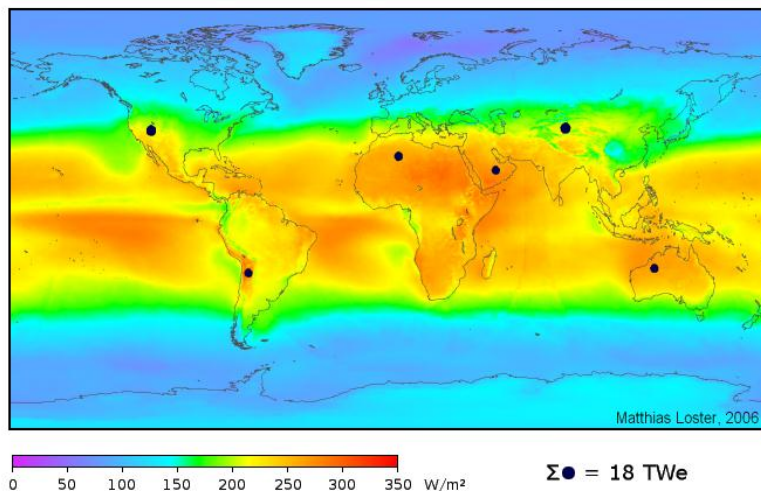 Matthias Loster, 2006
0 50 100 150 200 250 300 350 W/m²
Σ● = 18 TWe